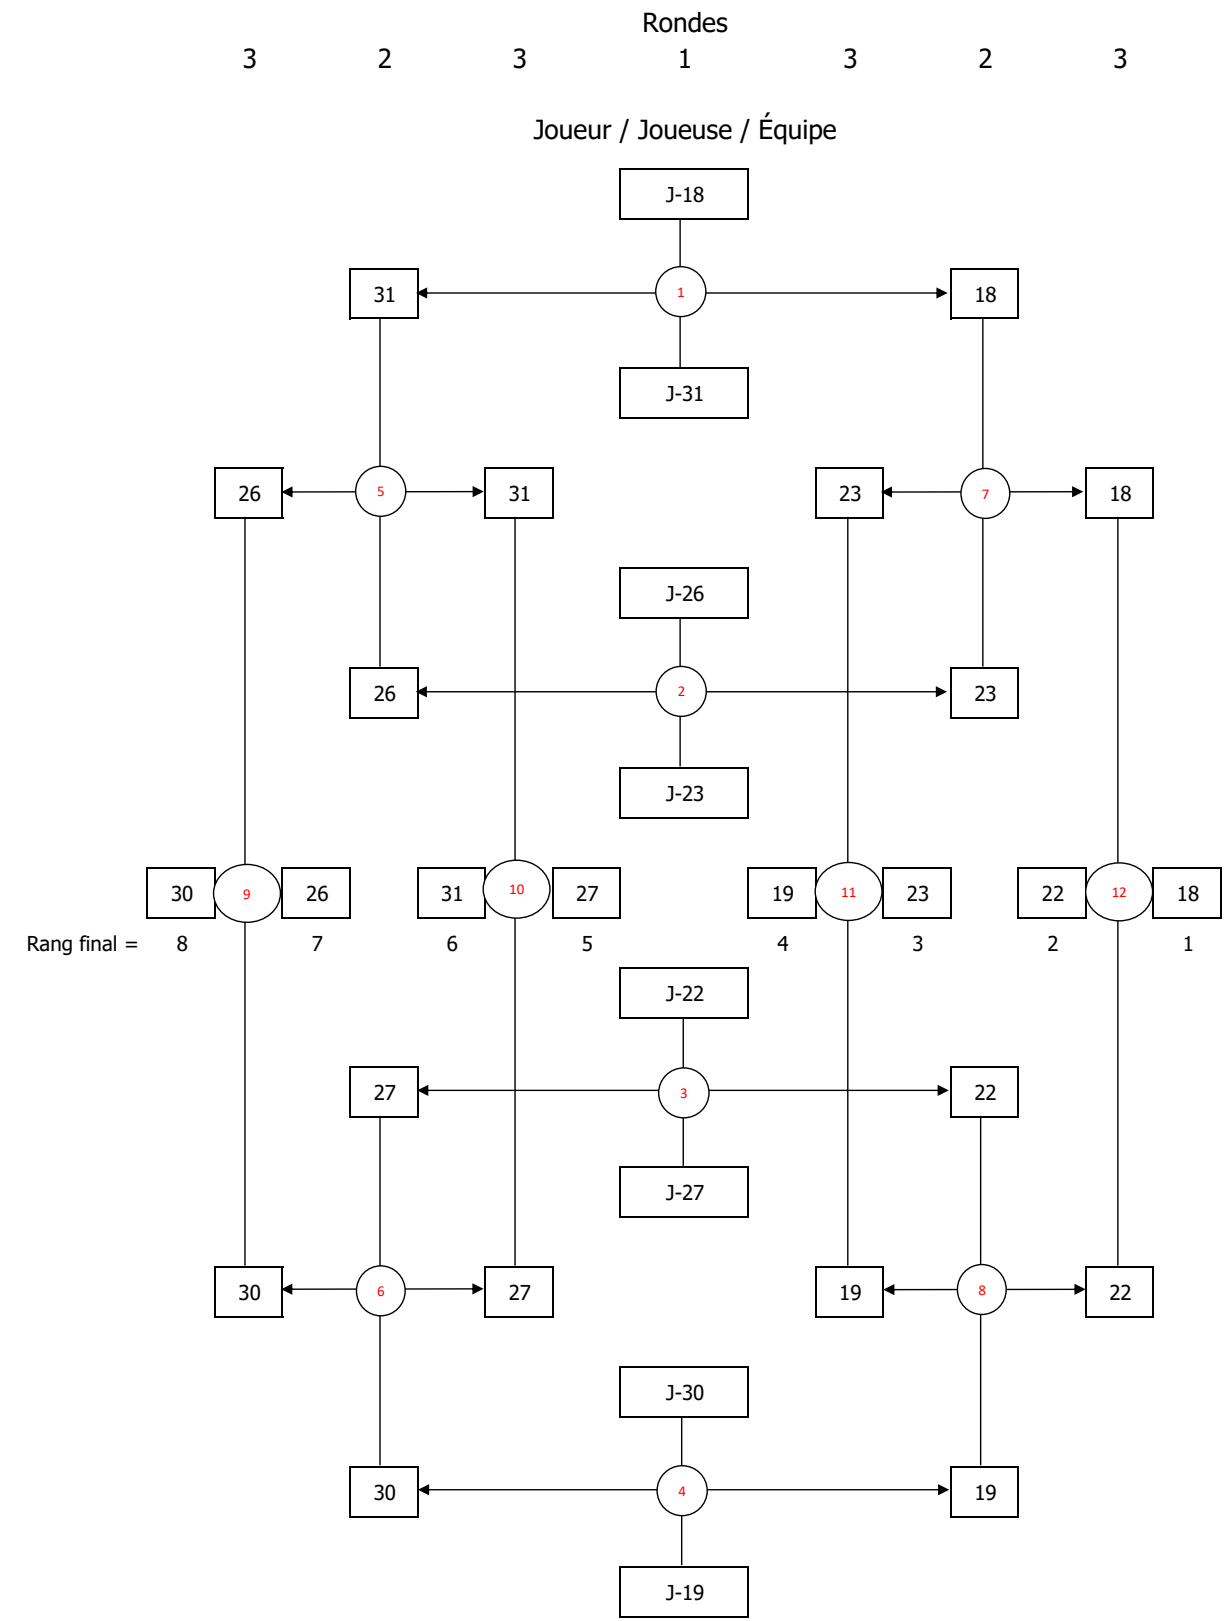 Rondes
3 2 3 1 3 2 3
Joueur / Joueuse / Équipe
J-18
31 1 18
J-31
26 5 31 23 7 18
J-26
26 2 23
J-23
30 9 26 31 10 27 19 11 23 22 12 18
Rang final = 8 7 6 5 4 3 2 1
J-22
27 3 22
J-27
30 6 27 19 8 22
J-30
30 4 19
J-19